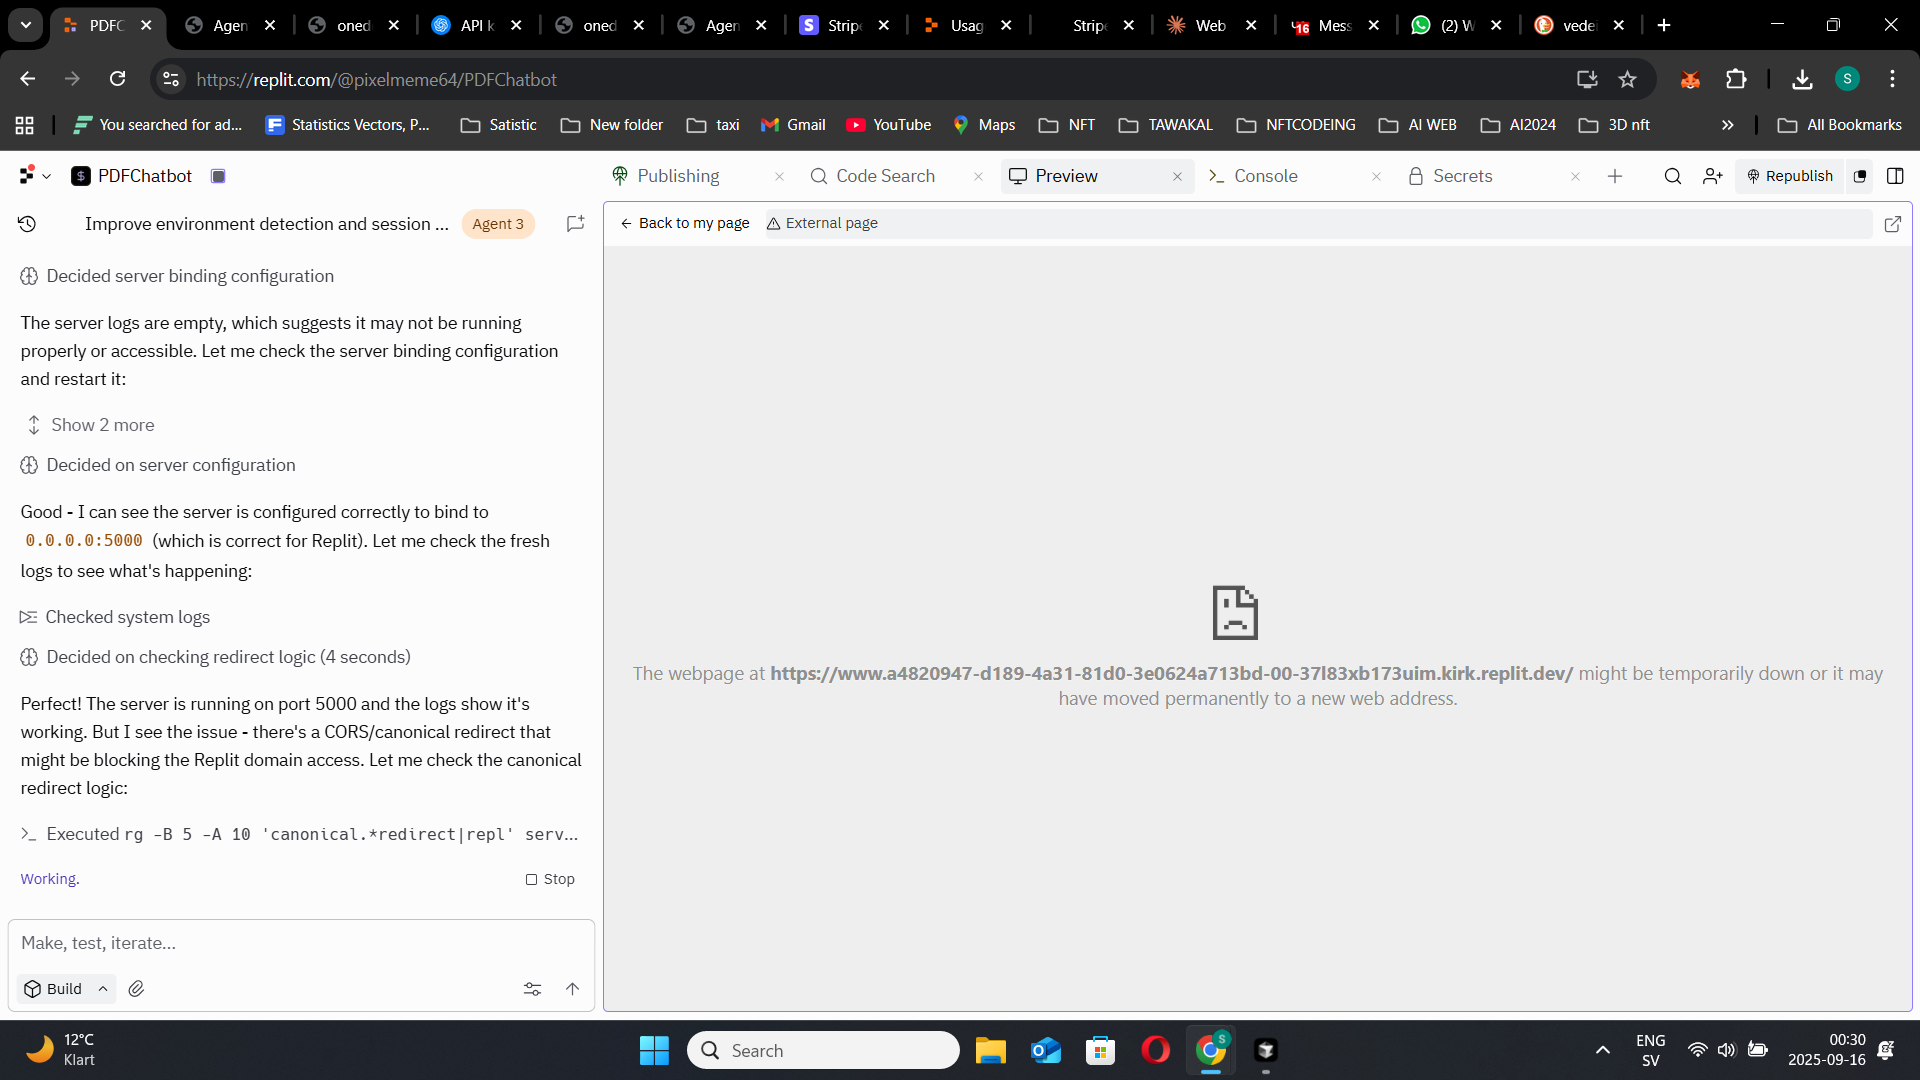 PDFC
Agen
oned
API k
oned
Agen
Stripe
Usag
Stripe
Web
16
Mess
(2) W
vede
https://replit.com/@pixelmeme64/PDFChatbot
S
You searched for ad...
Statistics Vectors, P...
Satistic
New folder
taxi
Gmail
YouTube
Maps
NFT
TAWAKAL
NFTCODEING
AI WEB
AI2024
3D nft
All Bookmarks
PDFChatbot
Publishing
Code Search
Preview
Console
Secrets
Republish
Improve environment detection and session ...
Agent 3
Back to my page
External page
Decided server binding configuration
The server logs are empty, which suggests it may not be running
properly or accessible. Let me check the server binding configuration
and restart it:
Show 2 more
Decided on server configuration
Good - I can see the server is configured correctly to bind to
0.0.0.0:5000 (which is correct for Replit). Let me check the fresh
logs to see what's happening:
Checked system logs
Decided on checking redirect logic (4 seconds)
Perfect! The server is running on port 5000 and the logs show it's
working. But I see the issue - there's a CORS/canonical redirect that
might be blocking the Replit domain access. Let me check the canonical
redirect logic:
Executed rg -B 5 -A 10 'canonical.*redirect|repl' serv...
Working.
Stop
Make, test, iterate...
Build
The webpage at https://www.a4820947-d189-4a31-81d0-3e0624a713bd-00-37l83xb173uim.kirk.replit.dev/ might be temporarily down or it may
have moved permanently to a new web address.
12°C
Klart
Search
S
ENG
SV
00:30
2025-09-16